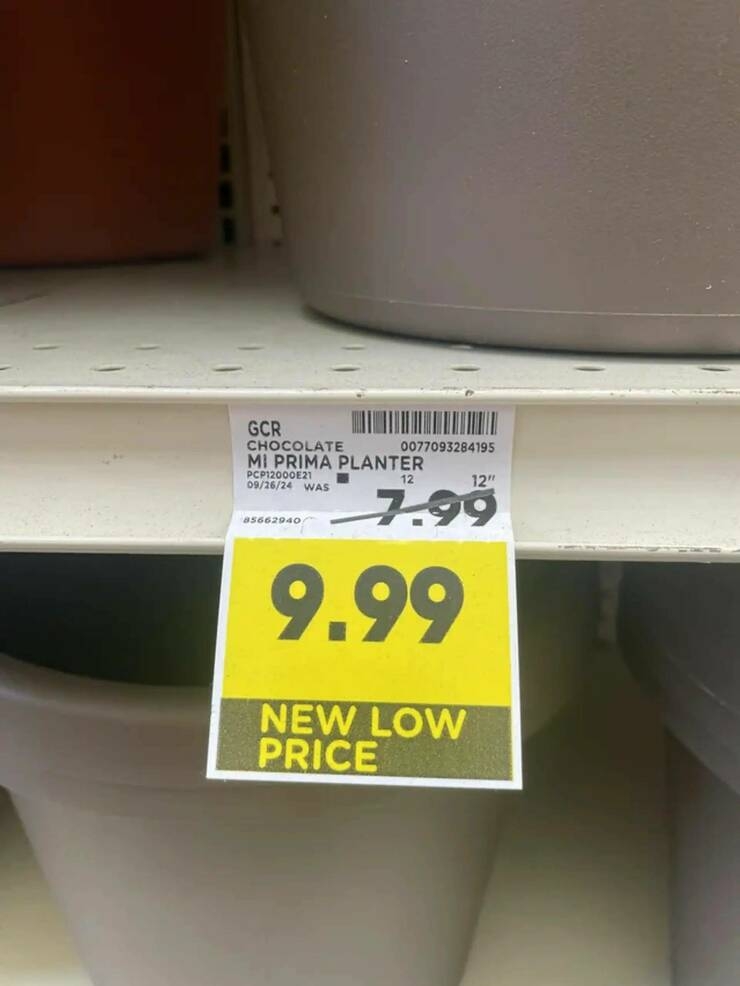 GCR
CHOCOLATE 0077093284195
MI PRIMA PLANTER
PCP12000E21 12 12"
09/26/24 WAS 7.99
85662940
9.99
NEW LOW
PRICE